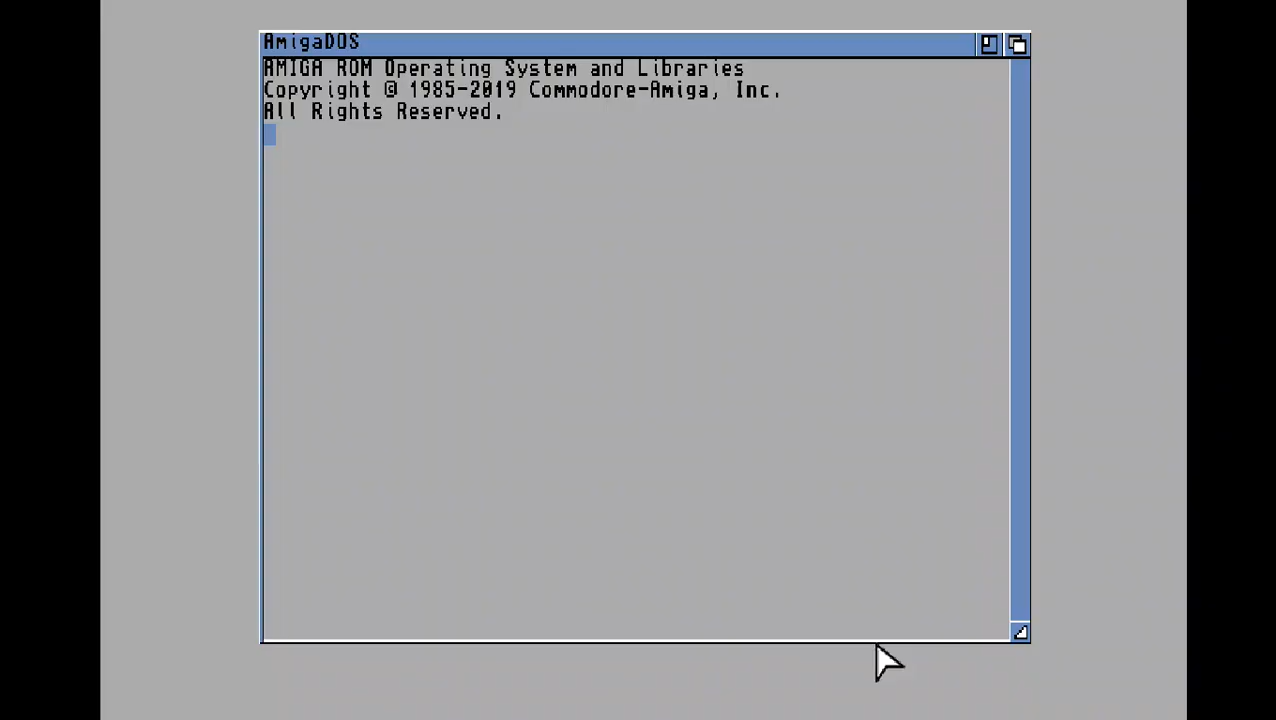 AmigaDOS
AMIGA ROM Operating System and Libraries
Copyright © 1985-2019 Commodore-Amiga, Inc.
All Rights Reserved.